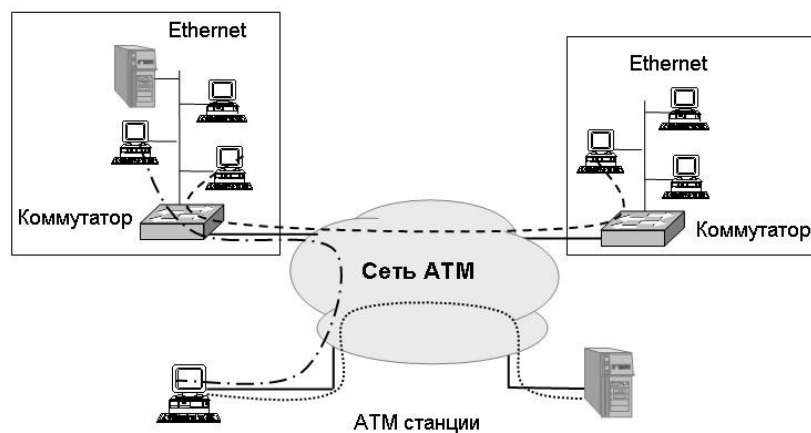 Ethernet
Ethernet
Коммутатор
Коммутатор
Сеть АТМ
АТМ станции